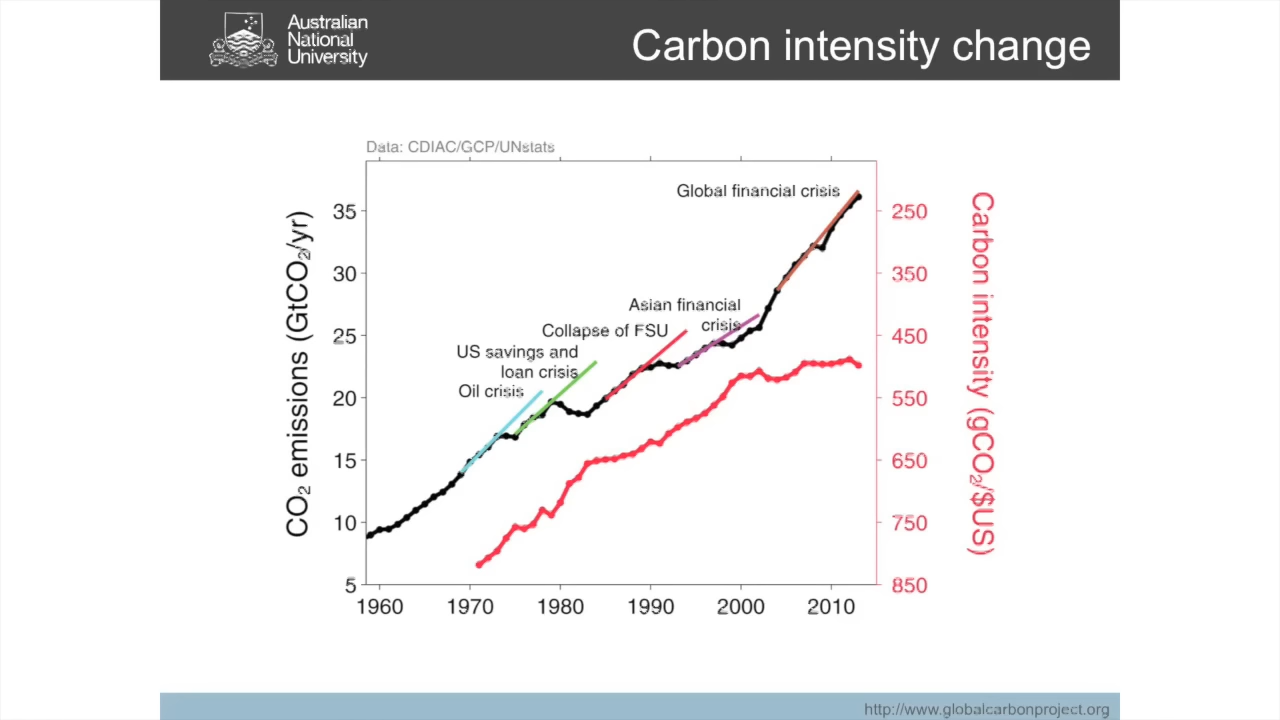 Australian
National
University
Carbon intensity change
Data: CDIAC/GCP/UNstats
CO₂ emissions (GtCO₂/yr)
35
30
25
20
15
10
5
Global financial crisis
Asian financial
crisis
Collapse of FSU
US savings and
loan crisis
Oil crisis
250
350
450
550
650
750
850
Carbon intensity (gCO₂/$US)
1960 1970 1980 1990 2000 2010
http://www.globalcarbonproject.org